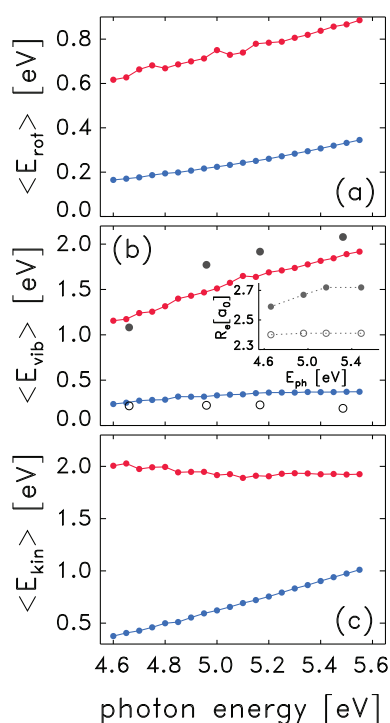 <E_rot> [eV]
0.8
0.6
0.4
0.2
0.0
(a)
<E_vib> [eV]
2.0
1.5
1.0
0.5
0.0
(b)
R_e[a_0]
2.7
2.5
2.3
4.6 5.0 5.4
E_ph [eV]
<E_kin> [eV]
2.0
1.0
0.5
(c)
4.6 4.8 5.0 5.2 5.4 5.6
photon energy [eV]